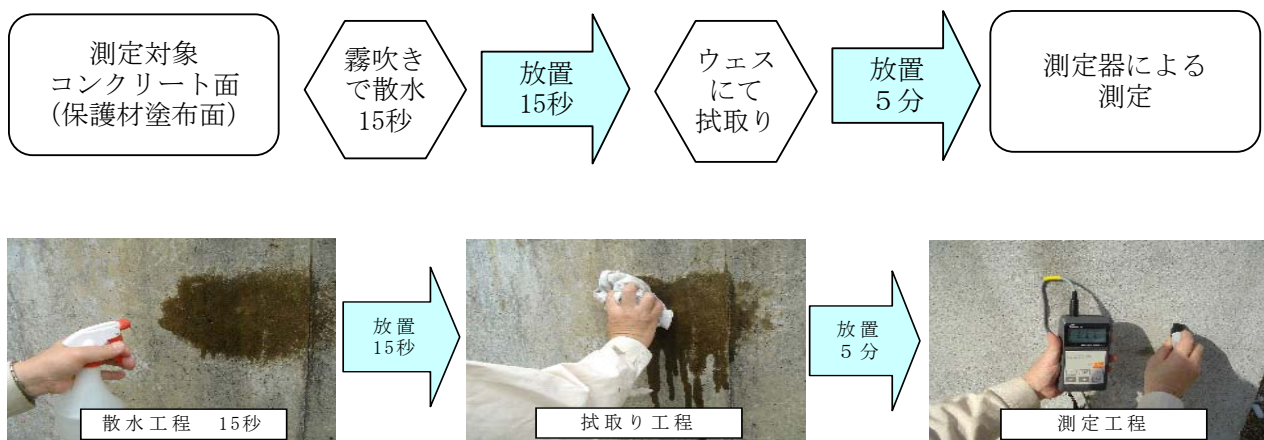 測定対象
コンクリート面
(保護材塗布面)
霧吹き
で散水
15秒
放置
15秒
ウェス
にて
拭取り
放置
5分
測定器による
測定
放置
15秒
放置
5分
散水工程 15秒
拭取り工程
測定工程